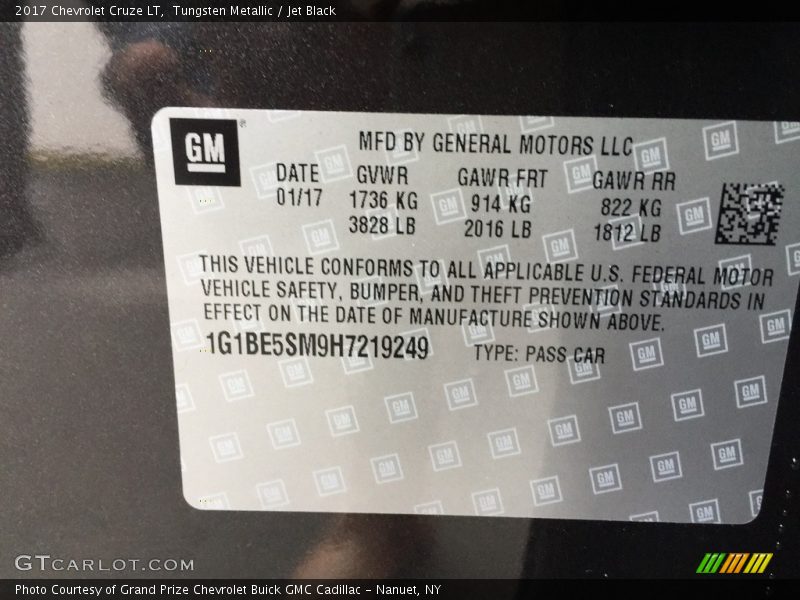 2017 Chevrolet Cruze LT, Tungsten Metallic / Jet Black
GM
MFD BY GENERAL MOTORS LLC
DATE GVWR GAWR FRT GAWR RR
01/17 1736 KG 914 KG 822 KG
3828 LB 2016 LB 1812 LB
THIS VEHICLE CONFORMS TO ALL APPLICABLE U.S. FEDERAL MOTOR
VEHICLE SAFETY, BUMPER, AND THEFT PREVENTION STANDARDS IN
EFFECT ON THE DATE OF MANUFACTURE SHOWN ABOVE.
1G1BE5SM9H7219249 TYPE: PASS CAR
GTCARLOT.COM
Photo Courtesy of Grand Prize Chevrolet Buick GMC Cadillac - Nanuet, NY